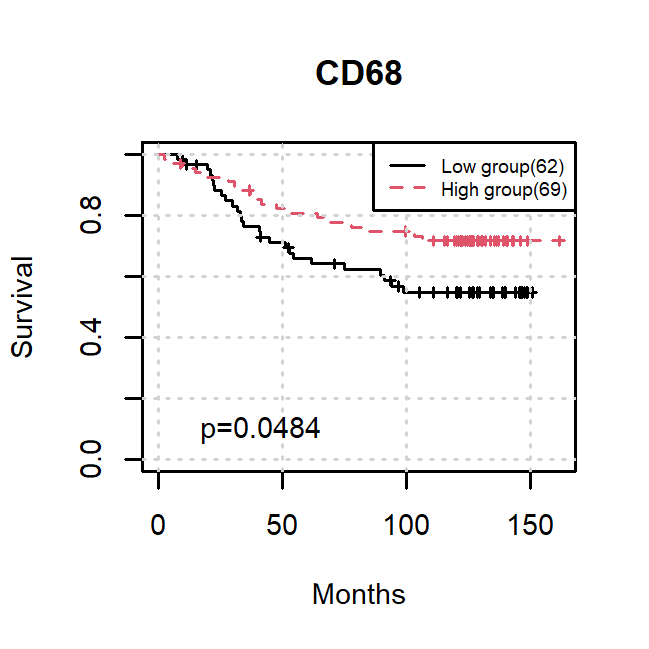 CD68
Low group(62)
High group(69)
Survival
0.8
0.4
0.0
p=0.0484
0 50 100 150
Months